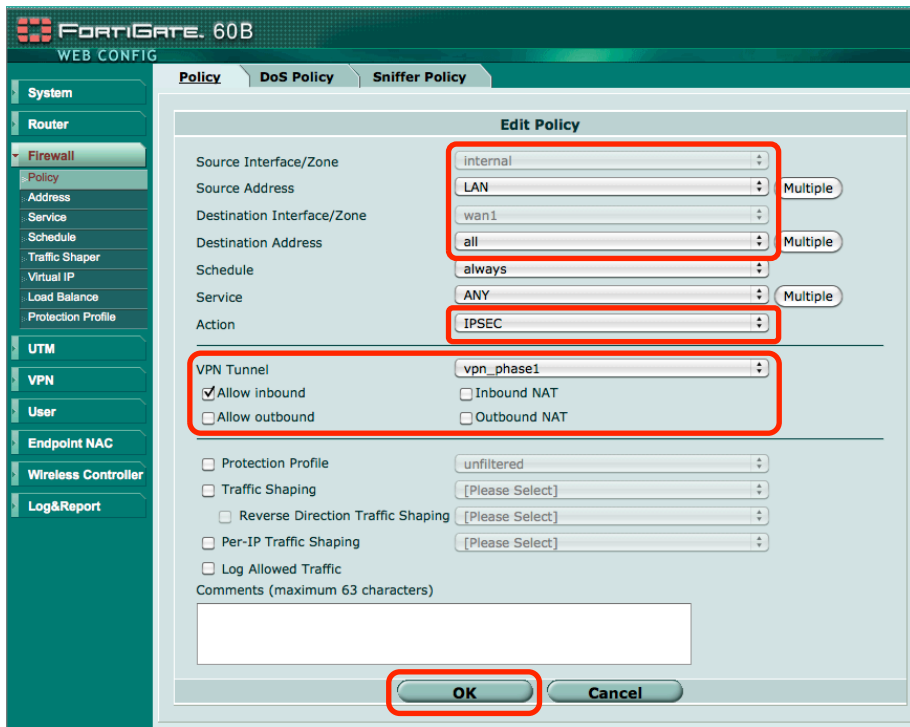 FORTIGATE. 60B
WEB CONFIG
Policy DoS Policy Sniffer Policy
System
Router
Firewall
Policy
Address
Service
Schedule
Traffic Shaper
Virtual IP
Load Balance
Protection Profile
UTM
VPN
User
Endpoint NAC
Wireless Controller
Log&Report
Edit Policy
Source Interface/Zone internal
Source Address LAN Multiple
Destination Interface/Zone wan1
Destination Address all Multiple
Schedule always
Service ANY Multiple
Action IPSEC
VPN Tunnel vpn_phase1
Allow inbound Inbound NAT
Allow outbound Outbound NAT
Protection Profile unfiltered
Traffic Shaping [Please Select]
Reverse Direction Traffic Shaping [Please Select]
Per-IP Traffic Shaping [Please Select]
Log Allowed Traffic
Comments (maximum 63 characters)
OK Cancel